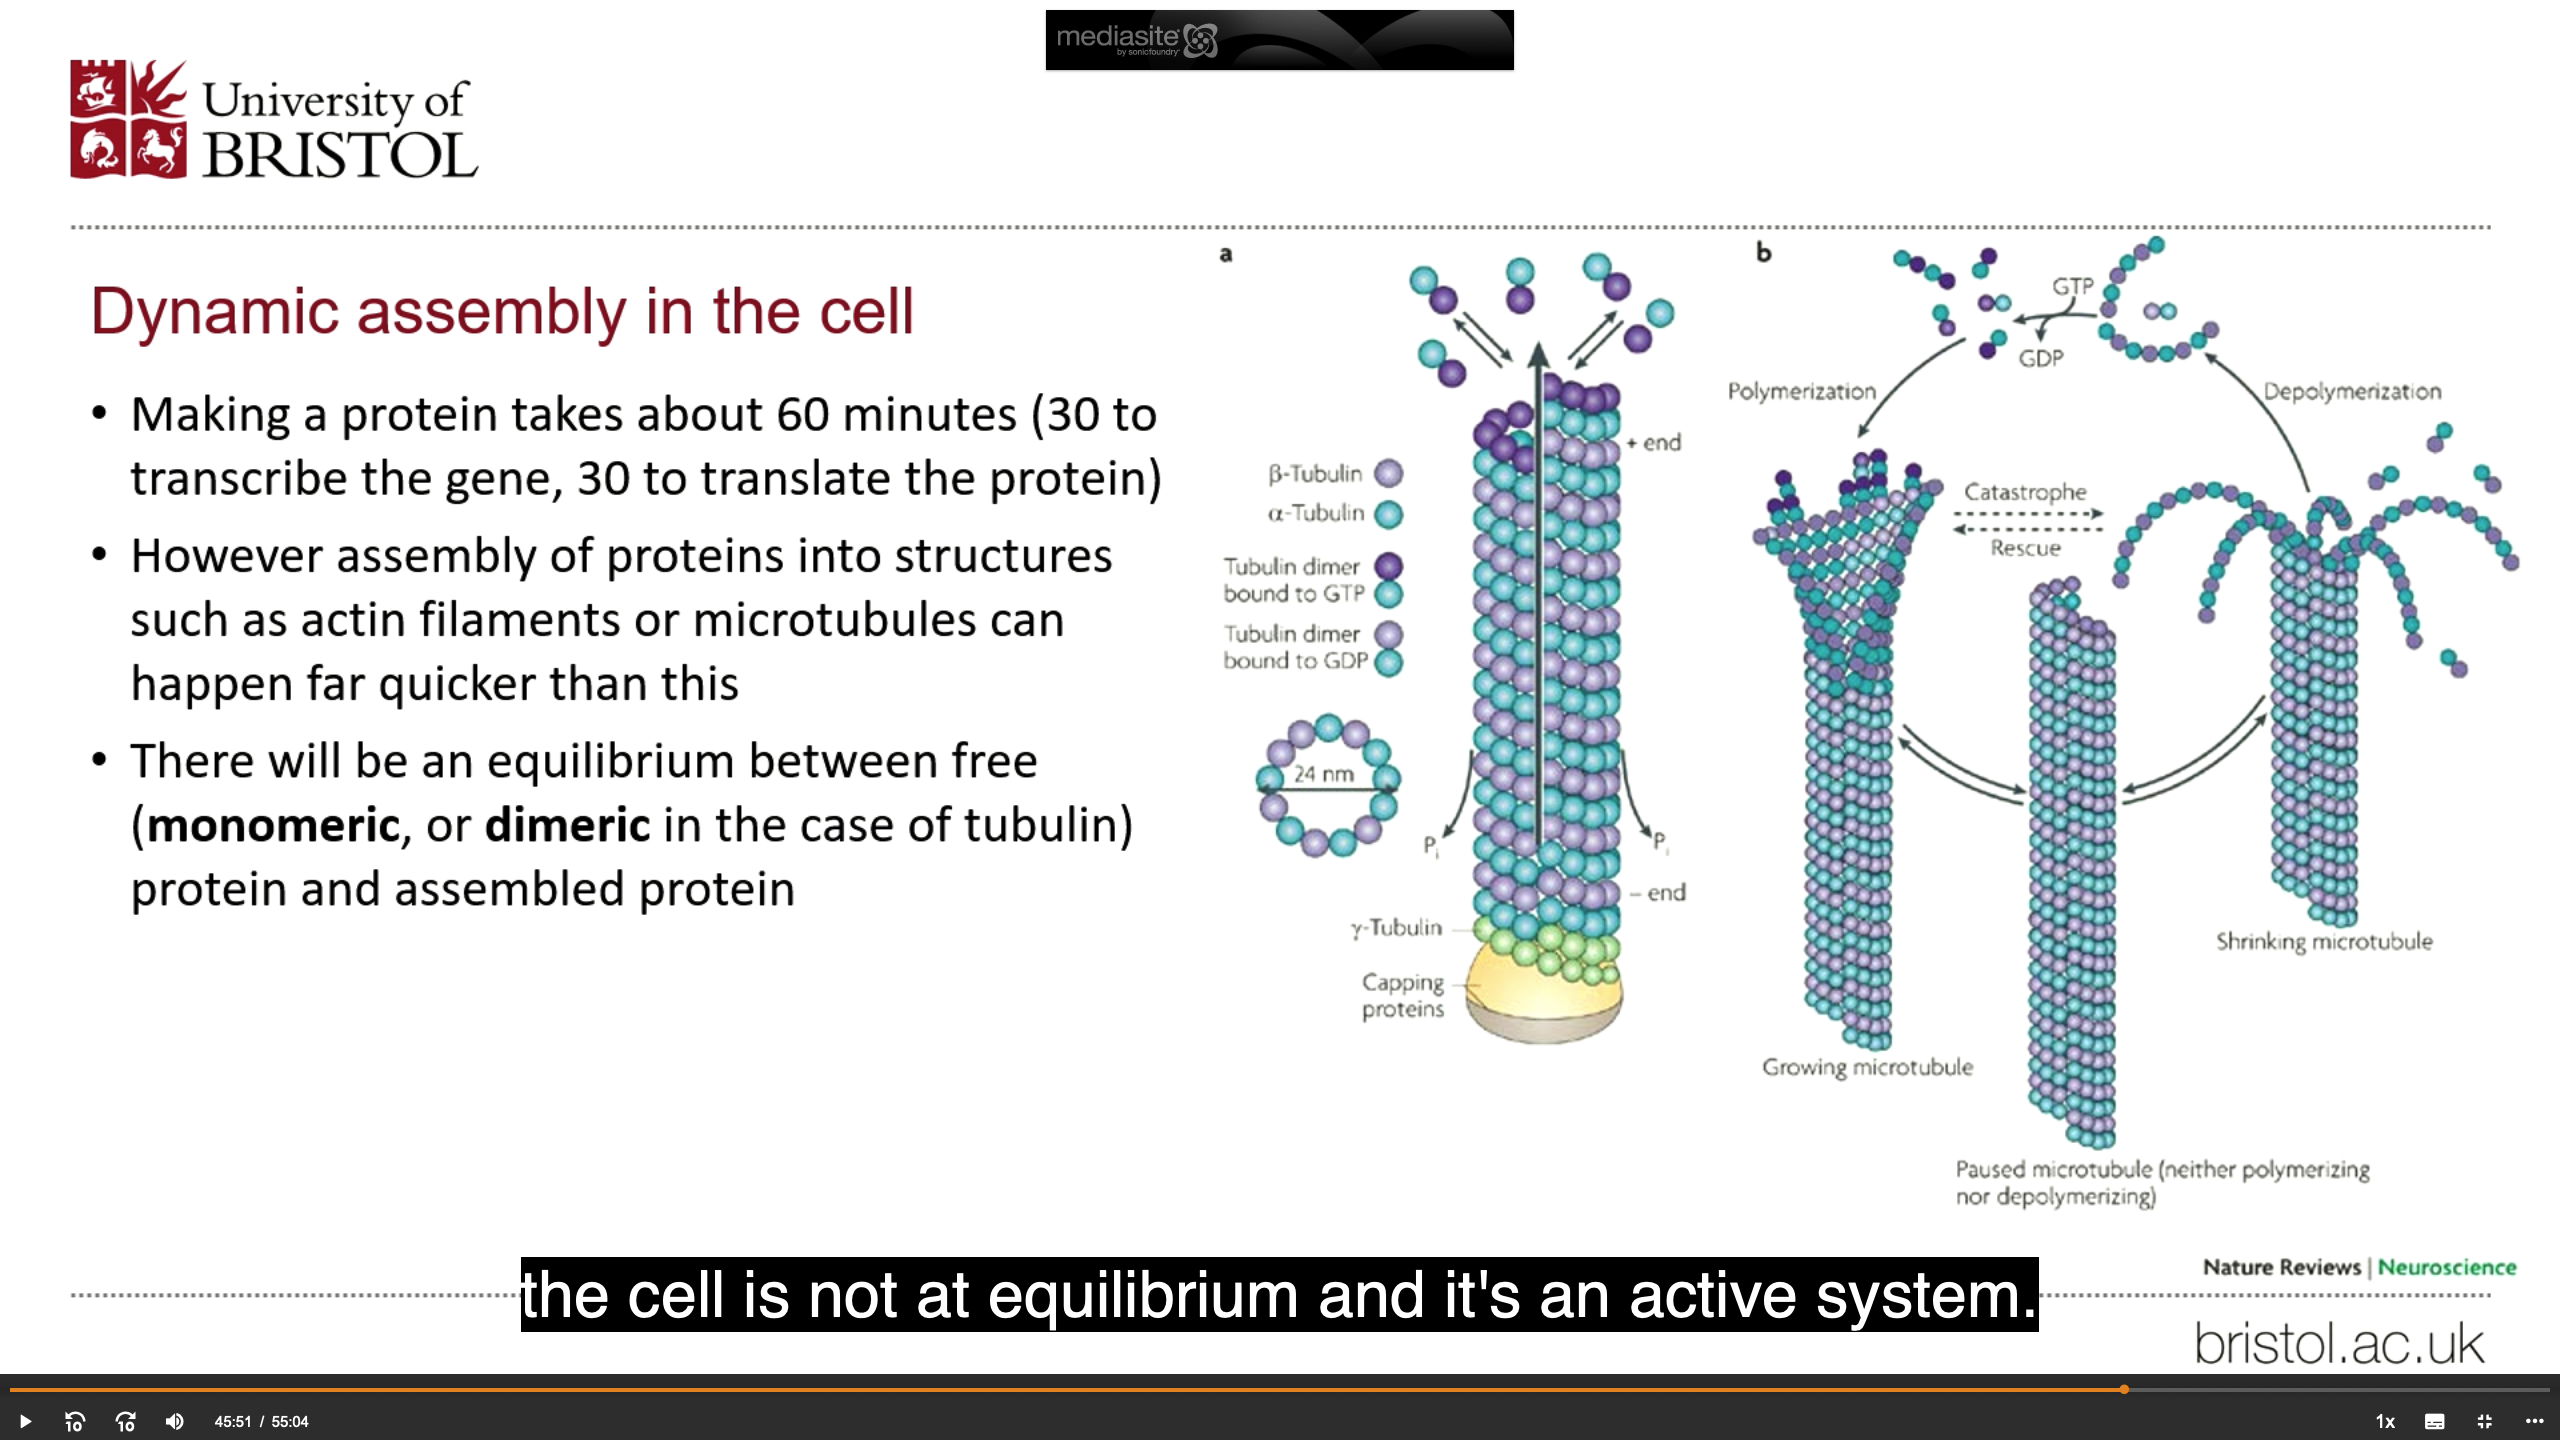 mediasite
by sonicfoundry
University of
BRISTOL
Dynamic assembly in the cell
• Making a protein takes about 60 minutes (30 to
transcribe the gene, 30 to translate the protein)
• However assembly of proteins into structures
such as actin filaments or microtubules can
happen far quicker than this
• There will be an equilibrium between free
(monomeric, or dimeric in the case of tubulin)
protein and assembled protein
a
+ end
β-Tubulin
α-Tubulin
Tubulin dimer
bound to GTP
Tubulin dimer
bound to GDP
24 nm
Pi
Pi
– end
γ-Tubulin
Capping
proteins
b
GTP
GDP
Polymerization
Depolymerization
Catastrophe
Rescue
Shrinking microtubule
Growing microtubule
Paused microtubule (neither polymerizing
nor depolymerizing)
Nature Reviews | Neuroscience
the cell is not at equilibrium and it's an active system.
bristol.ac.uk
10
10
45:51 / 55:04
1x